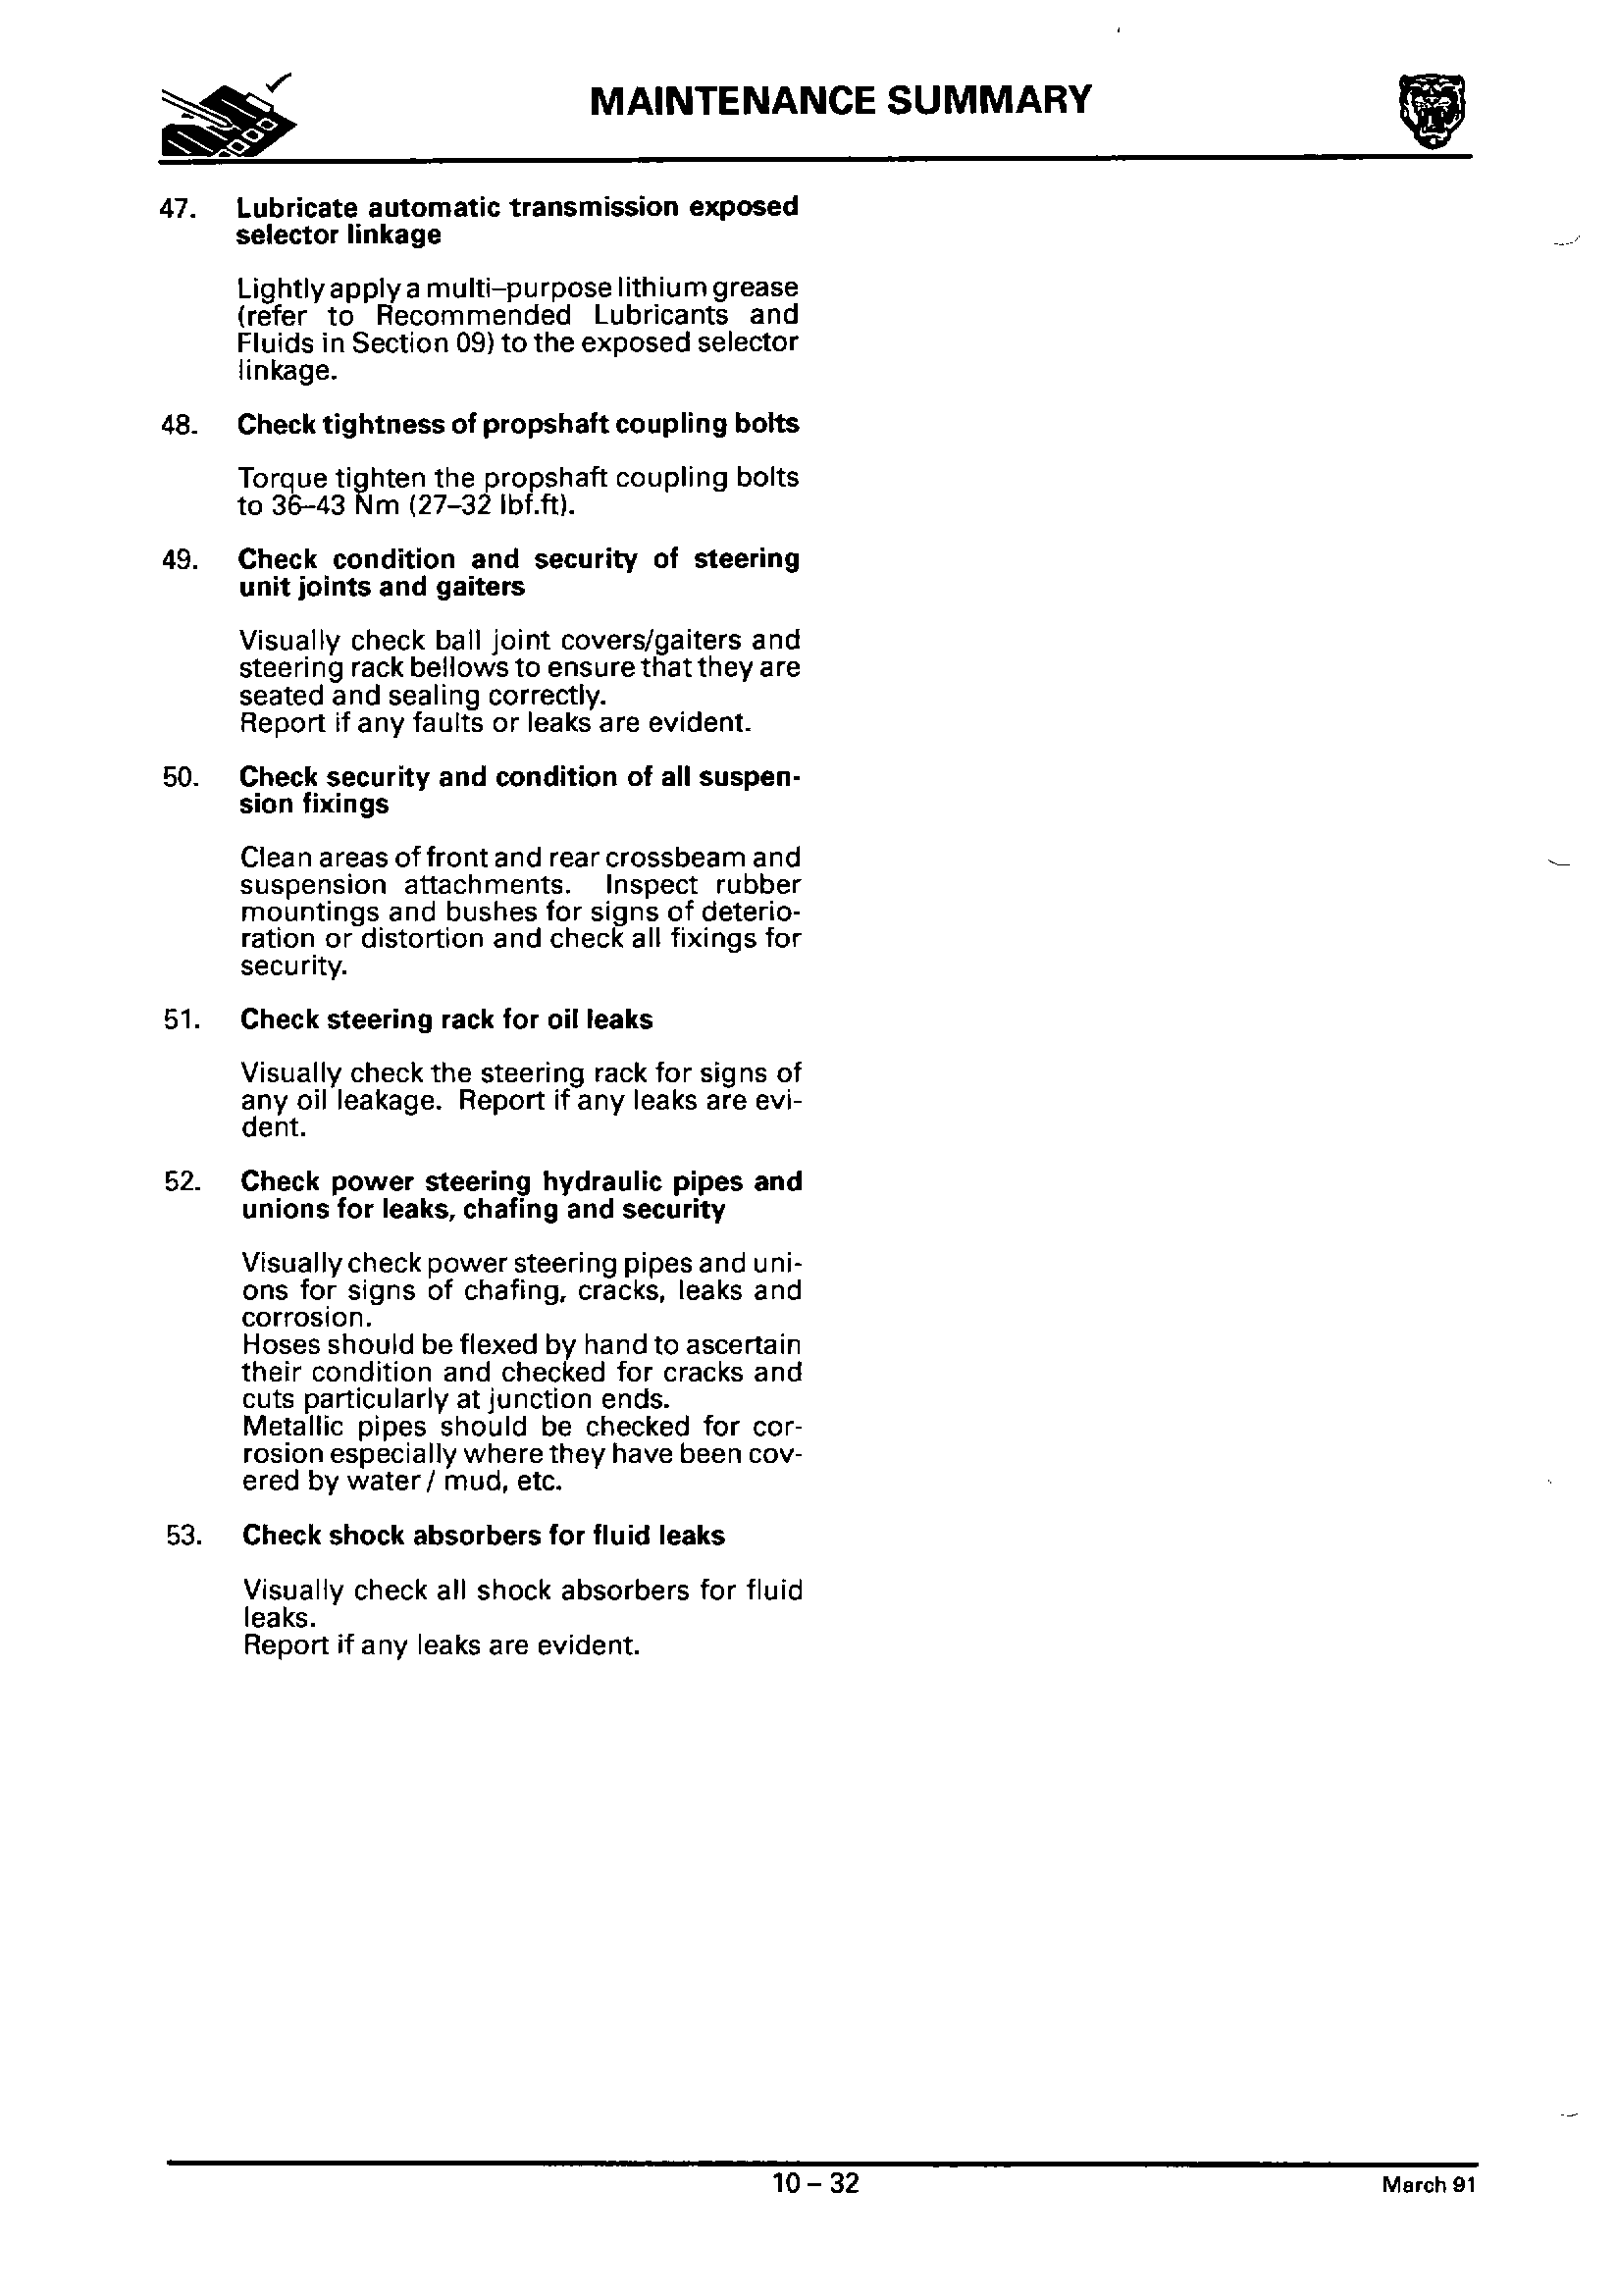 MAINTENANCE SUMMARY
47. Lubricate automatic transmission exposed
selector linkage
Lightly apply a multi–purpose lithium grease
(refer to Recommended Lubricants and
Fluids in Section 09) to the exposed selector
linkage.
48. Check tightness of propshaft coupling bolts
Torque tighten the propshaft coupling bolts
to 36–43 Nm (27–32 lbf.ft).
49. Check condition and security of steering
unit joints and gaiters
Visually check ball joint covers/gaiters and
steering rack bellows to ensure that they are
seated and sealing correctly.
Report if any faults or leaks are evident.
50. Check security and condition of all suspen-
sion fixings
Clean areas of front and rear crossbeam and
suspension attachments. Inspect rubber
mountings and bushes for signs of deterio-
ration or distortion and check all fixings for
security.
51. Check steering rack for oil leaks
Visually check the steering rack for signs of
any oil leakage. Report if any leaks are evi-
dent.
52. Check power steering hydraulic pipes and
unions for leaks, chafing and security
Visually check power steering pipes and uni-
ons for signs of chafing, cracks, leaks and
corrosion.
Hoses should be flexed by hand to ascertain
their condition and checked for cracks and
cuts particularly at junction ends.
Metallic pipes should be checked for cor-
rosion especially where they have been cov-
ered by water / mud, etc.
53. Check shock absorbers for fluid leaks
Visually check all shock absorbers for fluid
leaks.
Report if any leaks are evident.
10 – 32
March 91